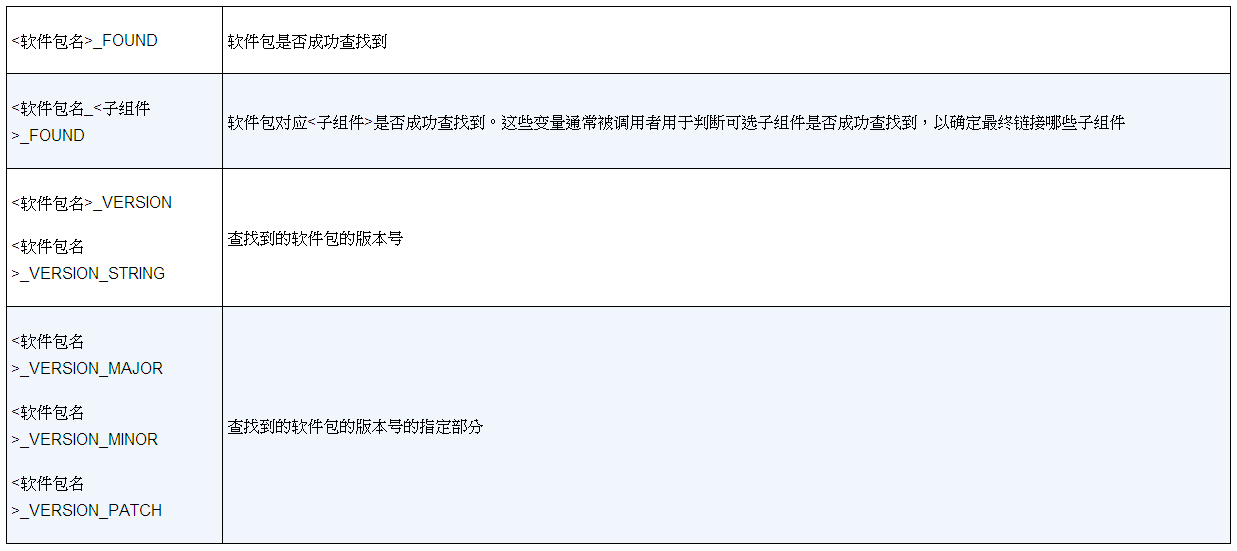 <软件包名>_FOUND
软件包是否成功查找到
<软件包名_<子组件
>_FOUND
软件包对应<子组件>是否成功查找到。这些变量通常被调用者用于判断可选子组件是否成功查找到，以确定最终链接哪些子组件
<软件包名>_VERSION
<软件包名
>_VERSION_STRING
查找到的软件包的版本号
<软件包名
>_VERSION_MAJOR
<软件包名
>_VERSION_MINOR
<软件包名
>_VERSION_PATCH
查找到的软件包的版本号的指定部分